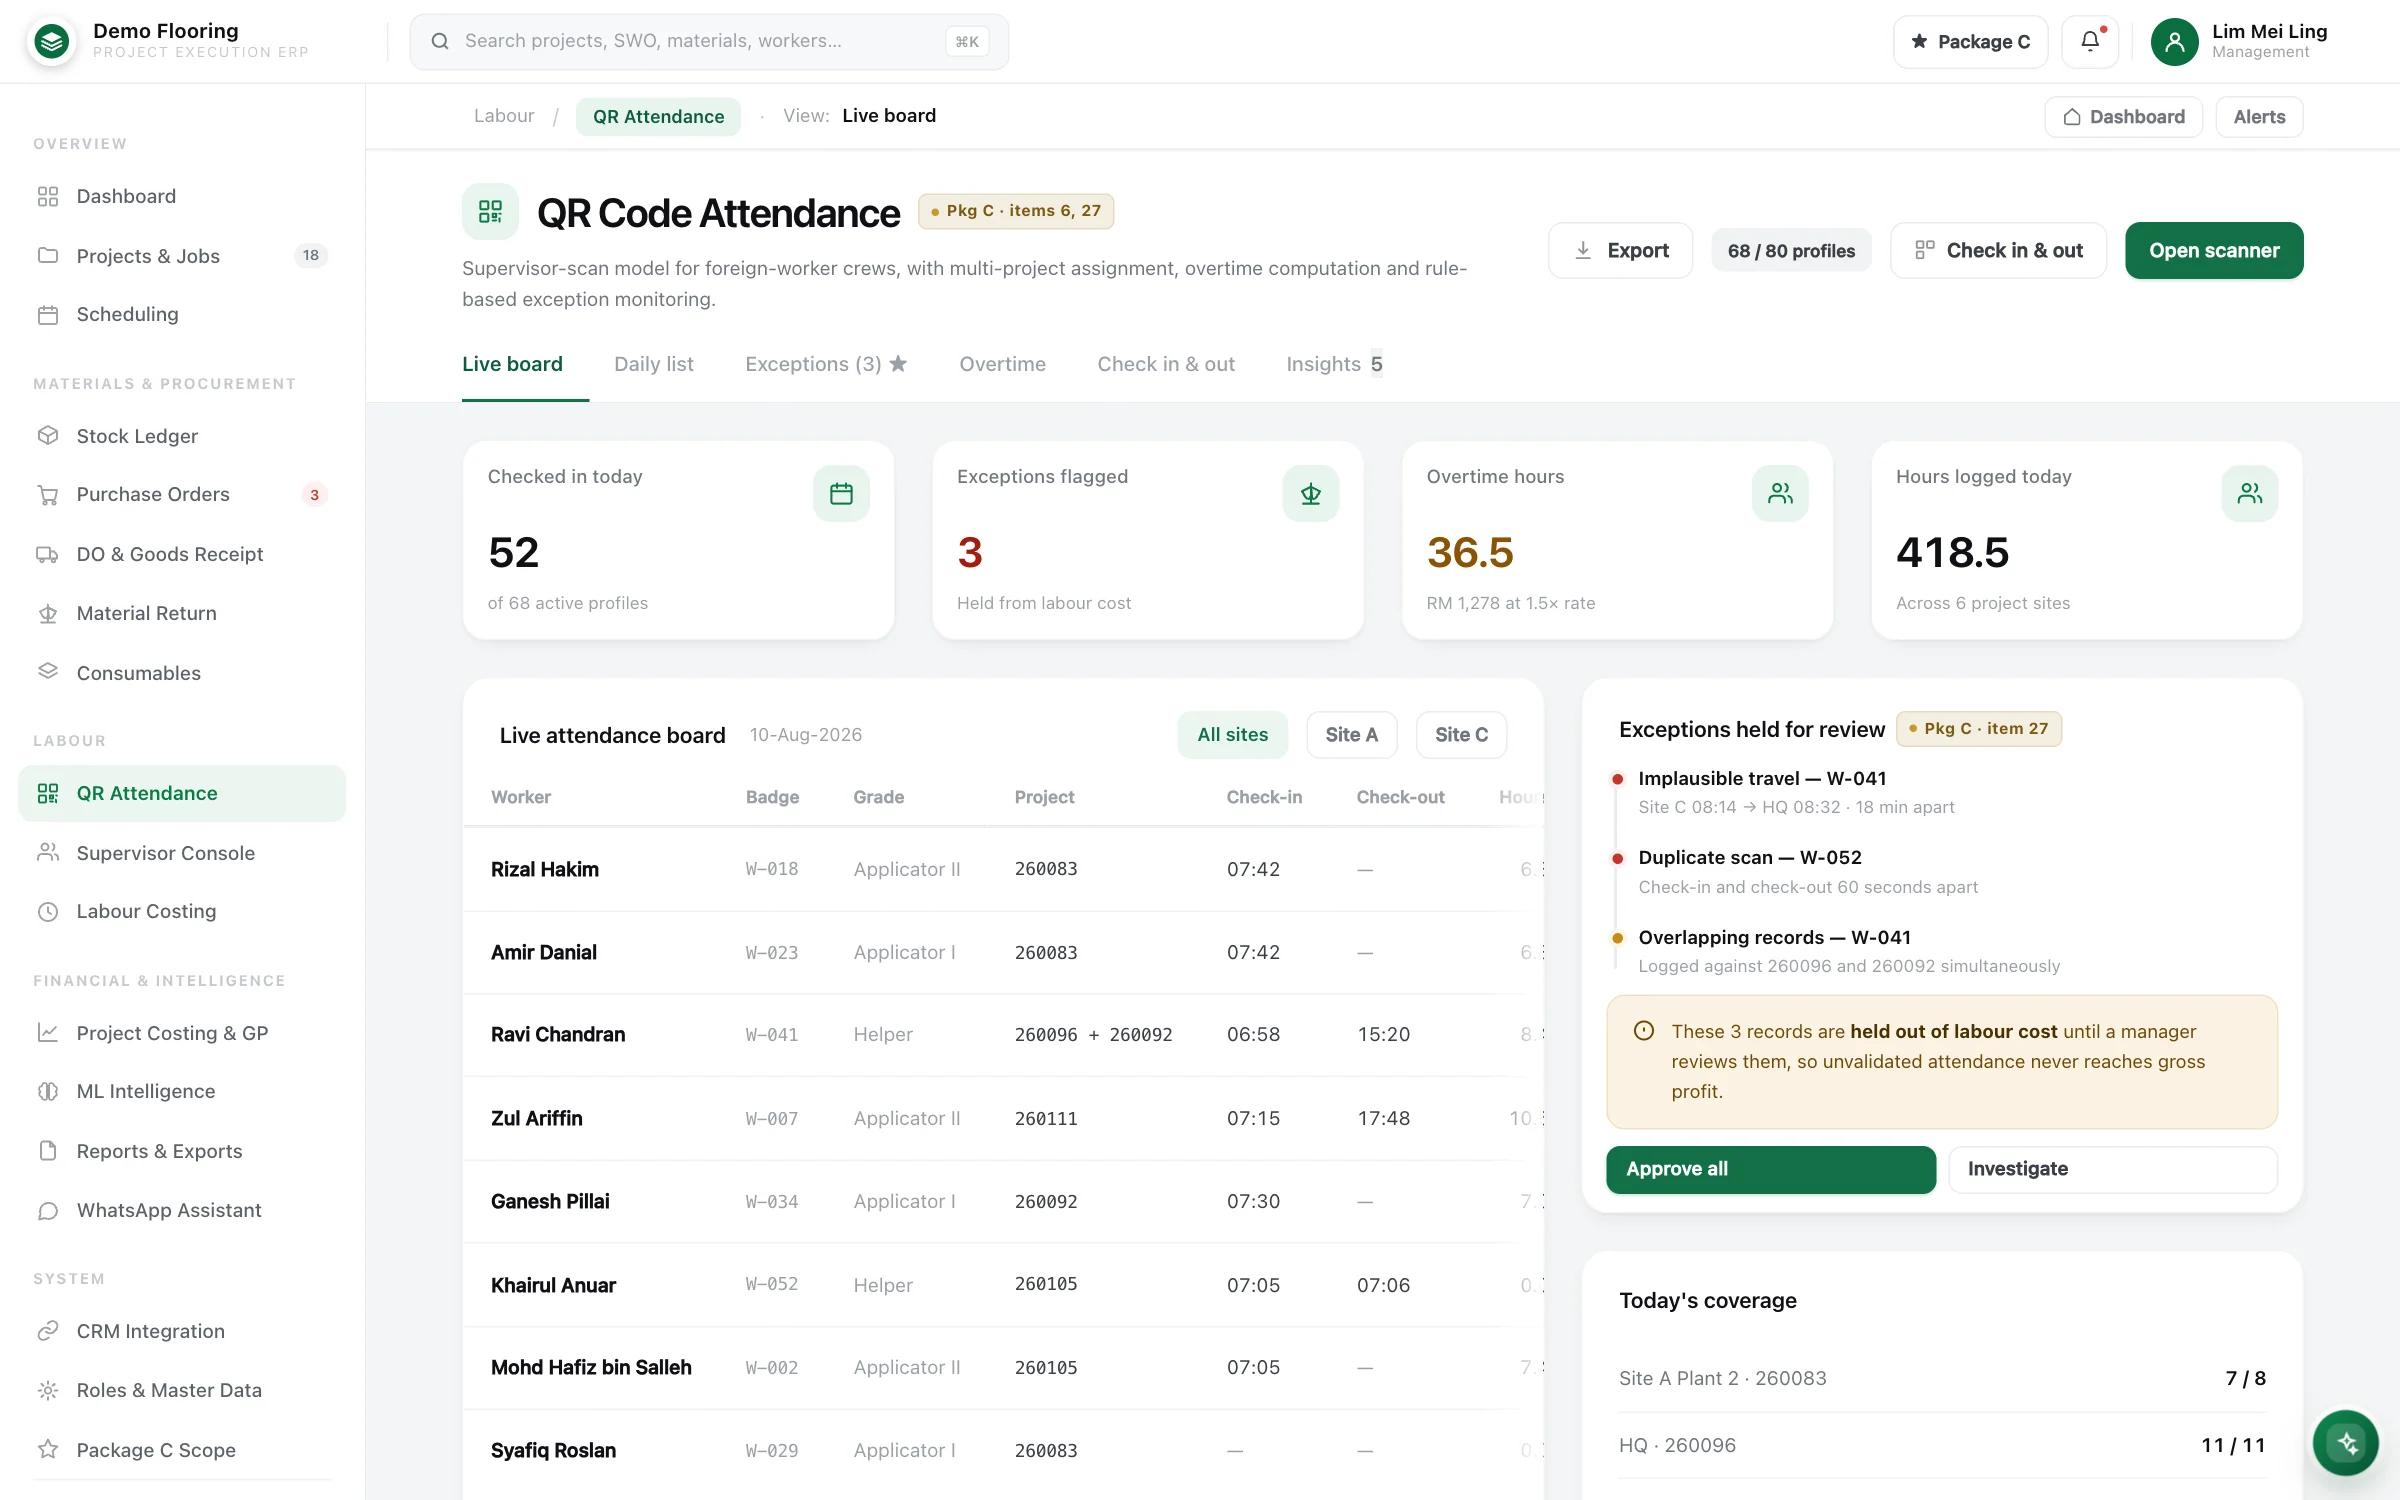 Demo Flooring
PROJECT EXECUTION ERP
Search projects, SWO, materials, workers...
⌘K
★ Package C
Lim Mei Ling
Management
Labour / QR Attendance · View: Live board
Dashboard
Alerts
OVERVIEW
Dashboard
Projects & Jobs 18
Scheduling
MATERIALS & PROCUREMENT
Stock Ledger
Purchase Orders 3
DO & Goods Receipt
Material Return
Consumables
LABOUR
QR Attendance
Supervisor Console
Labour Costing
FINANCIAL & INTELLIGENCE
Project Costing & GP
ML Intelligence
Reports & Exports
WhatsApp Assistant
SYSTEM
CRM Integration
Roles & Master Data
Package C Scope
QR Code Attendance
Pkg C · items 6, 27
Supervisor-scan model for foreign-worker crews, with multi-project assignment, overtime computation and rule-
based exception monitoring.
Export
68 / 80 profiles
Check in & out
Open scanner
Live board
Daily list
Exceptions (3) ★
Overtime
Check in & out
Insights 5
Checked in today
52
of 68 active profiles
Exceptions flagged
3
Held from labour cost
Overtime hours
36.5
RM 1,278 at 1.5× rate
Hours logged today
418.5
Across 6 project sites
Live attendance board 10-Aug-2026
All sites
Site A
Site C
Worker Badge Grade Project Check-in Check-out
Rizal Hakim W-018 Applicator II 260083 07:42 —
Amir Danial W-023 Applicator I 260083 07:42 —
Ravi Chandran W-041 Helper 260096 + 260092 06:58 15:20
Zul Ariffin W-007 Applicator II 260111 07:15 17:48
Ganesh Pillai W-034 Applicator I 260092 07:30 —
Khairul Anuar W-052 Helper 260105 07:05 07:06
Mohd Hafiz bin Salleh W-002 Applicator II 260105 07:05 —
Syafiq Roslan W-029 Applicator I 260083 — —
Exceptions held for review
Pkg C · item 27
Implausible travel — W-041
Site C 08:14 → HQ 08:32 · 18 min apart
Duplicate scan — W-052
Check-in and check-out 60 seconds apart
Overlapping records — W-041
Logged against 260096 and 260092 simultaneously
These 3 records are held out of labour cost until a manager
reviews them, so unvalidated attendance never reaches gross
profit.
Approve all
Investigate
Today's coverage
Site A Plant 2 · 260083 7 / 8
HQ · 260096 11 / 11